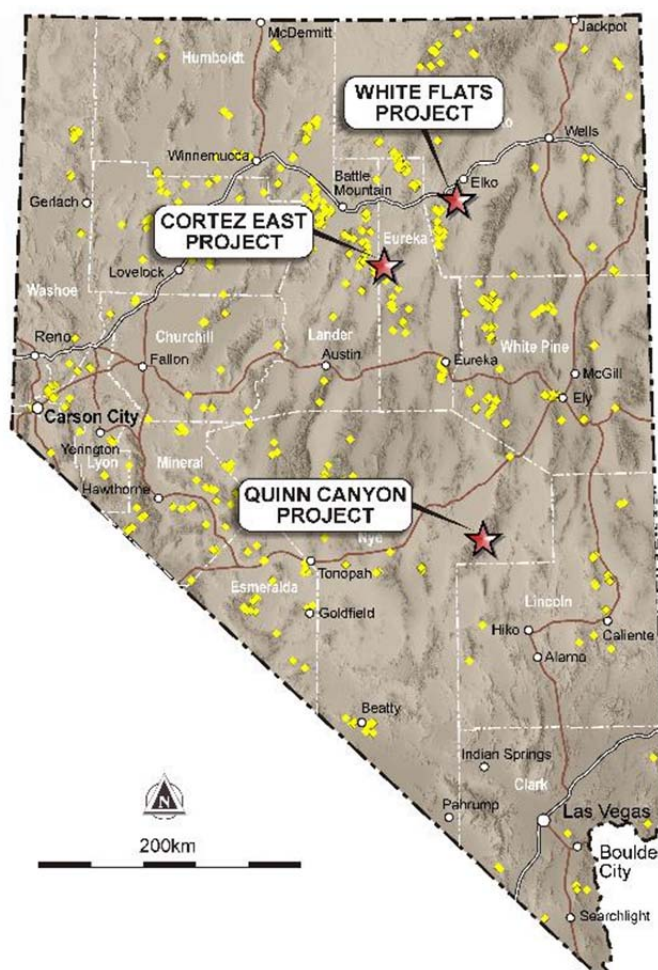 McDermitt
Jackpot
Humboldt
WHITE FLATS
PROJECT
Wells
Winnemucca
Battle
Mountain
Elko
Gerlach
CORTEZ EAST
PROJECT
Eureka
Lovelock
Washoe
Reno
Churchill
Lander
White Pine
Fallon
Austin
Eureka
McGill
Ely
Carson City
Yerington
Lyon
Mineral
Hawthorne
QUINN CANYON
PROJECT
Nye
Tonopah
Esmeralda
Goldfield
Lincoln
Hiko
Caliente
Alamo
Beatty
Indian Springs
Clark
Pahrump
Las Vegas
N
200km
City
Searchlight